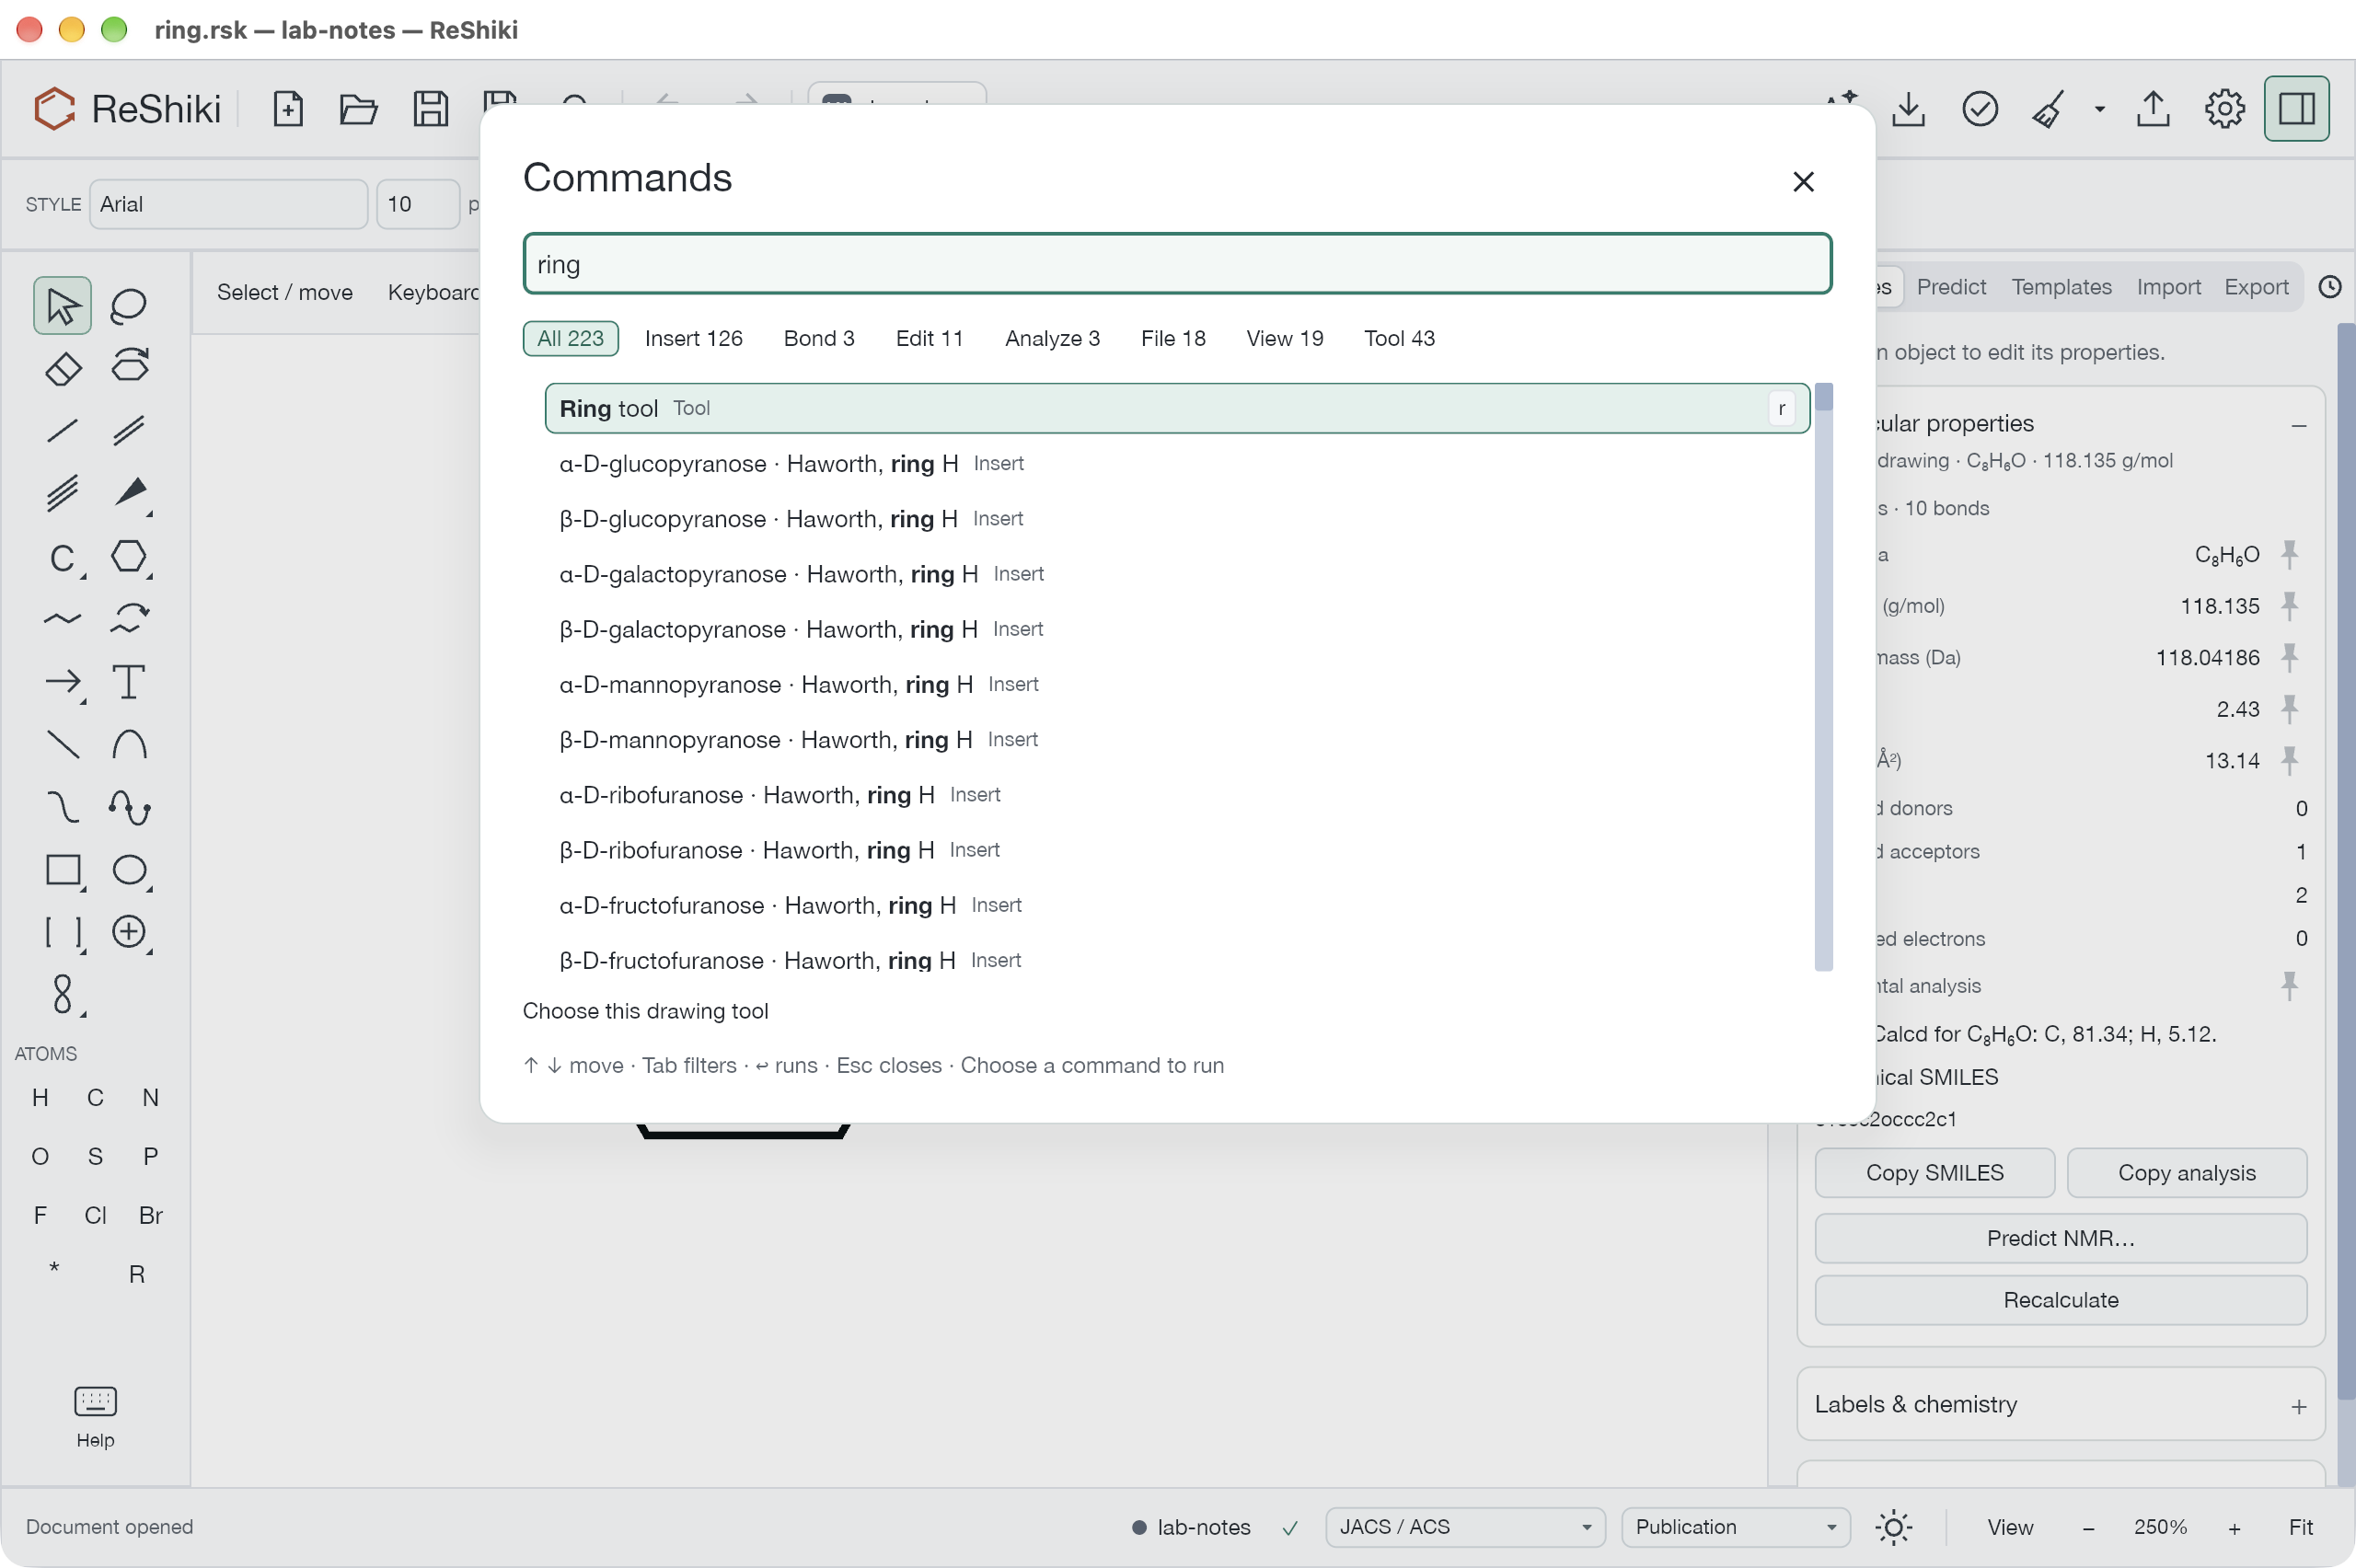 ring.rsk — lab-notes — ReShiki
ReShiki
STYLE Arial 10
Select / move
Commands
ring
All 223 Insert 126 Bond 3 Edit 11 Analyze 3 File 18 View 19 Tool 43
Ring tool Tool r
α-D-glucopyranose · Haworth, ring H Insert
β-D-glucopyranose · Haworth, ring H Insert
α-D-galactopyranose · Haworth, ring H Insert
β-D-galactopyranose · Haworth, ring H Insert
α-D-mannopyranose · Haworth, ring H Insert
β-D-mannopyranose · Haworth, ring H Insert
α-D-ribofuranose · Haworth, ring H Insert
β-D-ribofuranose · Haworth, ring H Insert
α-D-fructofuranose · Haworth, ring H Insert
β-D-fructofuranose · Haworth, ring H Insert
Choose this drawing tool
↑ ↓ move · Tab filters · ↩ runs · Esc closes · Choose a command to run
Predict Templates Import Export
object to edit its properties.
properties −
drawing · C₈H₆O · 118.135 g/mol
· 10 bonds
C₈H₆O
(g/mol) 118.135
mass (Da) 118.04186
2.43
Å²) 13.14
donors 0
acceptors 1
2
electrons 0
analysis
Calcd for C₈H₆O: C, 81.34; H, 5.12.
SMILES
Copy SMILES Copy analysis
Predict NMR…
Recalculate
Labels & chemistry +
C
T
[ ]
ATOMS
H C N
O S P
F Cl Br
* R
Help
Document opened lab-notes ✓ JACS / ACS Publication View − 250% + Fit